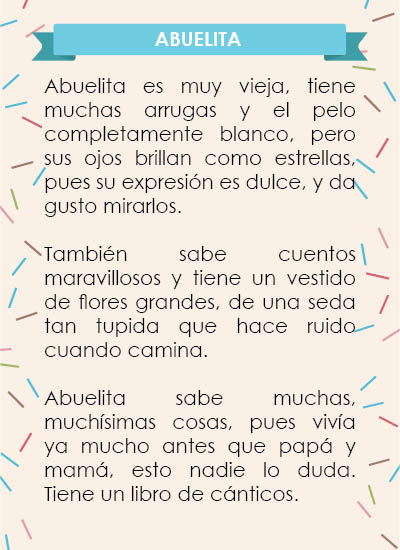 ABUELITA
Abuelita es muy vieja, tiene
muchas arrugas y el pelo
completamente blanco, pero
sus ojos brillan como estrellas,
pues su expresión es dulce, y da
gusto mirarlos.
También sabe cuentos
maravillosos y tiene un vestido
de flores grandes, de una seda
tan tupida que hace ruido
cuando camina.
Abuelita sabe muchas,
muchísimas cosas, pues vivía
ya mucho antes que papá y
mamá, esto nadie lo duda.
Tiene un libro de cánticos.